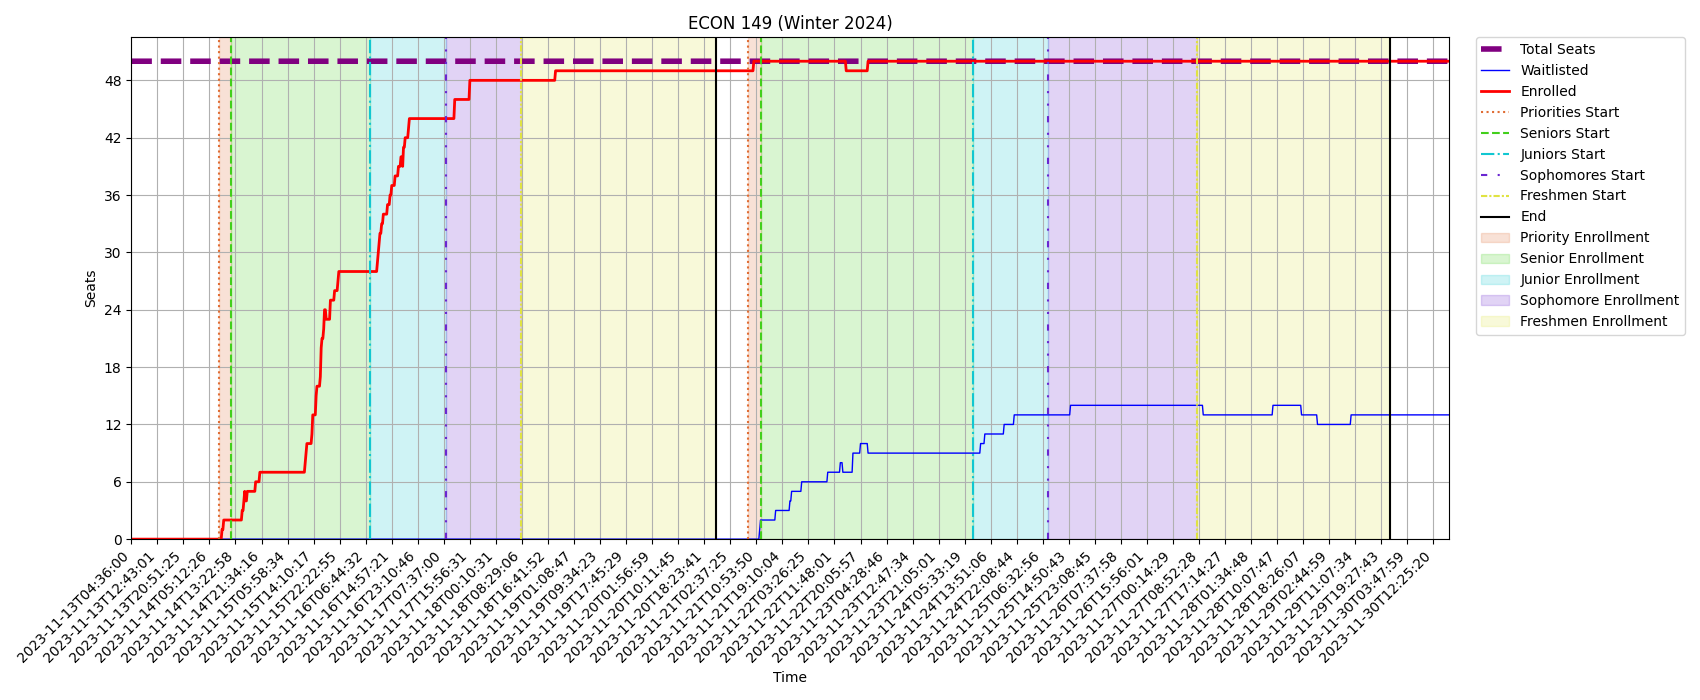 ECON 149 (Winter 2024)
Total Seats
Waitlisted
Enrolled
Priorities Start
Seniors Start
Juniors Start
Sophomores Start
Freshmen Start
End
Priority Enrollment
Senior Enrollment
Junior Enrollment
Sophomore Enrollment
Freshmen Enrollment
Seats
48
42
36
30
24
18
12
6
0
2023-11-13T04:36:00
2023-11-13T12:43:01
2023-11-13T20:51:25
2023-11-14T05:12:26
2023-11-14T13:22:58
2023-11-14T21:34:16
2023-11-15T05:58:34
2023-11-15T14:10:17
2023-11-15T22:22:55
2023-11-16T06:44:32
2023-11-16T14:57:21
2023-11-16T23:10:46
2023-11-17T07:37:00
2023-11-17T15:56:31
2023-11-18T00:10:31
2023-11-18T08:29:06
2023-11-18T16:41:52
2023-11-19T01:08:47
2023-11-19T09:34:23
2023-11-19T17:45:29
2023-11-20T01:56:59
2023-11-20T10:11:45
2023-11-20T18:23:41
2023-11-21T02:37:25
2023-11-21T10:53:50
2023-11-21T19:10:04
2023-11-22T03:26:25
2023-11-22T11:48:01
2023-11-22T20:05:57
2023-11-23T04:28:46
2023-11-23T12:47:34
2023-11-23T21:05:01
2023-11-24T05:33:19
2023-11-24T13:51:06
2023-11-24T22:08:44
2023-11-25T06:32:56
2023-11-25T14:50:43
2023-11-25T23:08:45
2023-11-26T07:37:58
2023-11-26T15:56:01
2023-11-27T00:14:29
2023-11-27T08:52:28
2023-11-27T17:14:27
2023-11-28T01:34:48
2023-11-28T10:07:47
2023-11-28T18:26:07
2023-11-29T02:44:59
2023-11-29T11:07:34
2023-11-29T19:27:43
2023-11-30T03:47:59
2023-11-30T12:25:20
Time